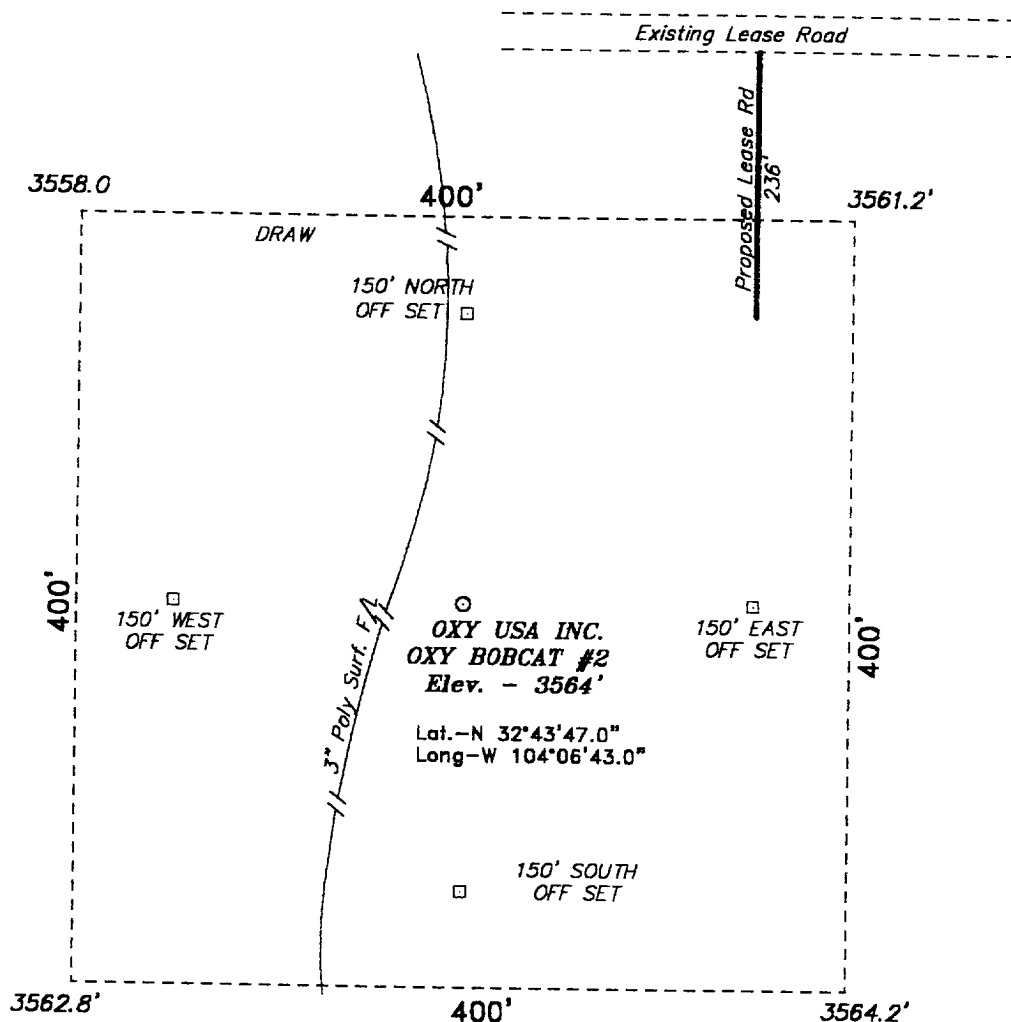 Existing Lease Road
Proposed Lease Rd
236'
3558.0
400'
3561.2'
DRAW
150' NORTH
OFF SET
400'
150' WEST
OFF SET
3" Poly Surf. F/L
OXY USA INC.
OXY BOBCAT #2
Elev. - 3564'
150' EAST
OFF SET
400'
Lat.-N 32°43'47.0"
Long-W 104°06'43.0"
150' SOUTH
OFF SET
3562.8'
400'
3564.2'